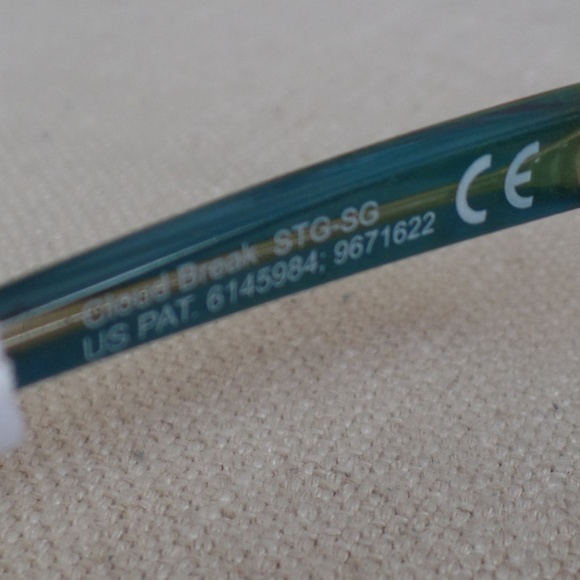 Cloud Break STG-SG
US PAT. 6145984; 9671622
CE